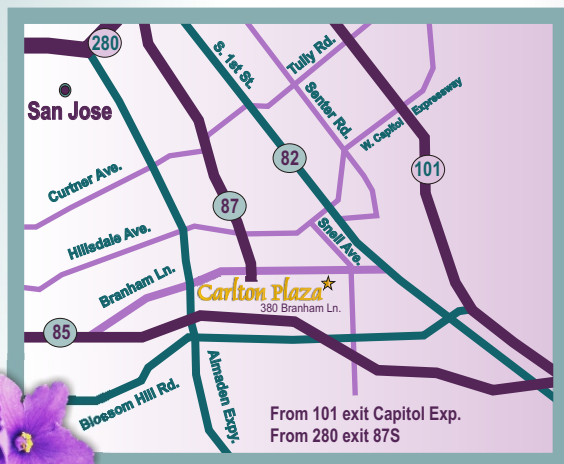 280
San Jose
S. 1st St.
Tully Rd.
Senter Rd.
W. Capitol Expressway
82
101
Curtner Ave.
87
Hillsdale Ave.
Snell Ave.
Branham Ln.
Carlton Plaza
380 Branham Ln.
85
Almaden Expy.
Blossom Hill Rd.
From 101 exit Capitol Exp.
From 280 exit 87S